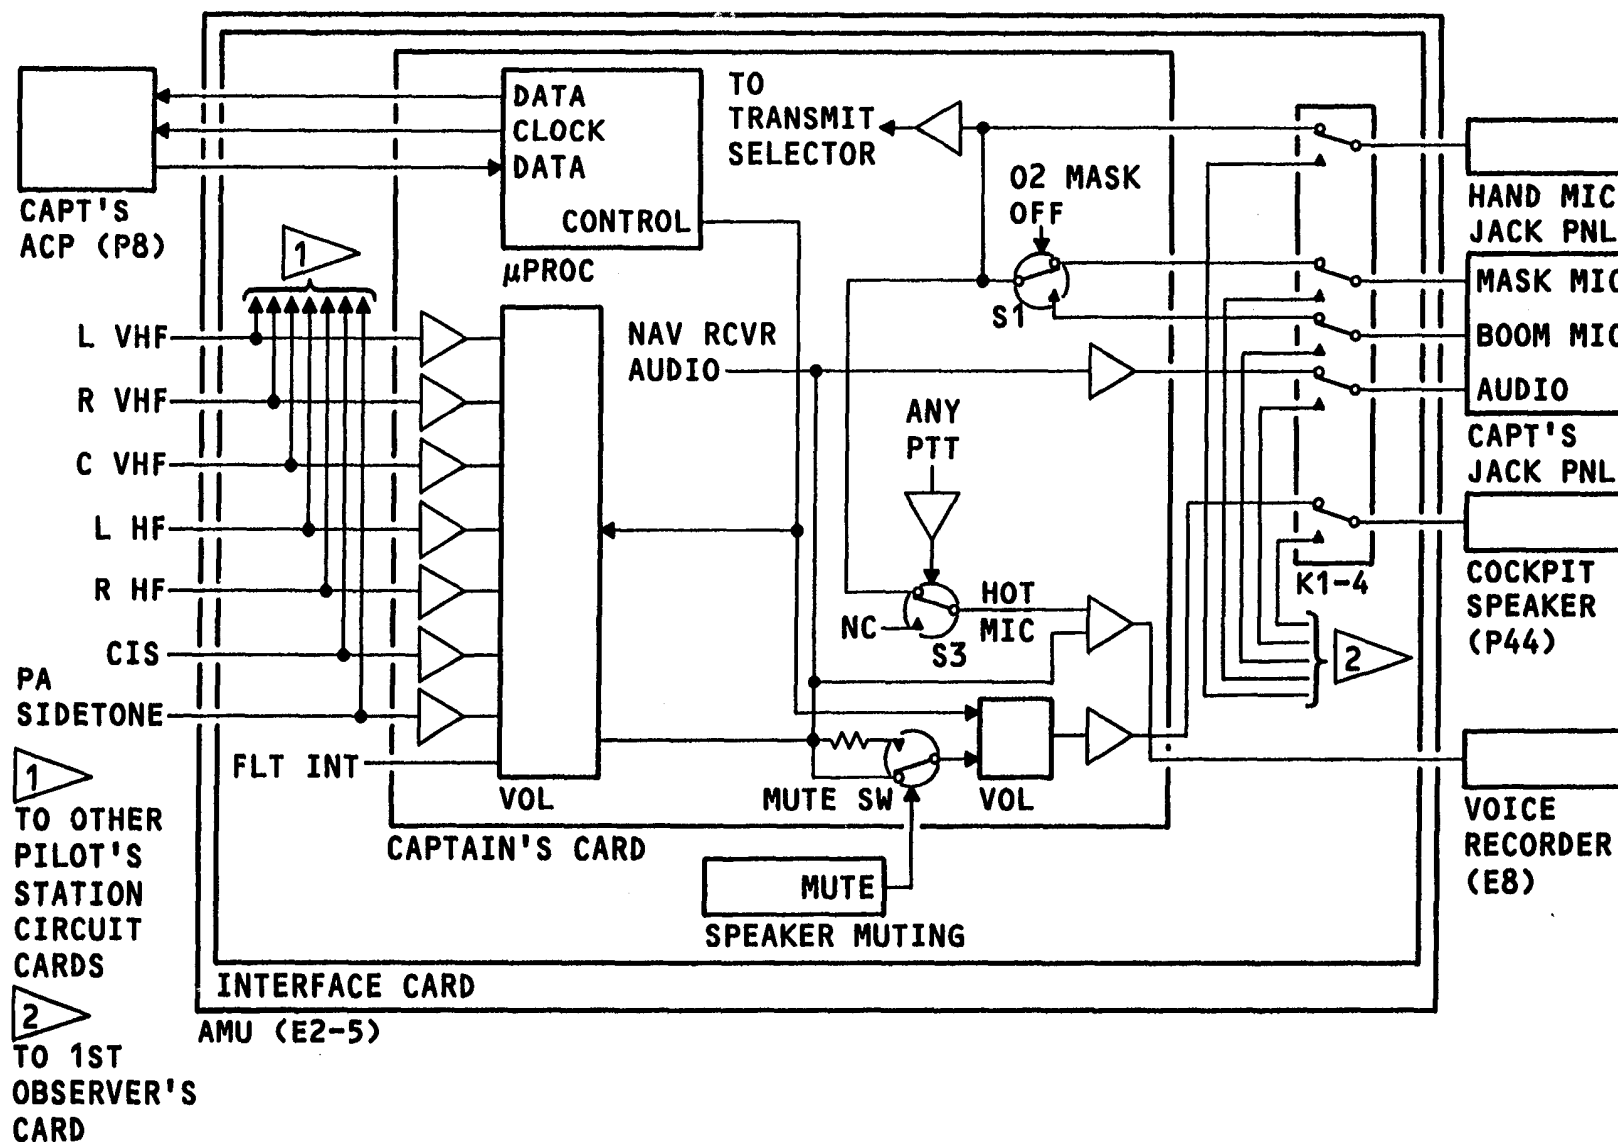 CAPT'S
ACP (P8)
DATA
CLOCK
DATA
CONTROL
μPROC
TO
TRANSMIT
SELECTOR
O2 MASK
OFF
S1
HAND MIC
JACK PNL
MASK MIC
BOOM MIC
AUDIO
CAPT'S
JACK PNL
1
L VHF
R VHF
C VHF
L HF
R HF
CIS
PA
SIDETONE
FLT INT
VOL
NAV RCVR
AUDIO
ANY
PTT
NC
HOT
MIC
S3
K1-4
2
COCKPIT
SPEAKER
(P44)
MUTE SW
VOL
VOICE
RECORDER
(E8)
CAPTAIN'S CARD
MUTE
SPEAKER MUTING
INTERFACE CARD
AMU (E2-5)
1
TO OTHER
PILOT'S
STATION
CIRCUIT
CARDS
2
TO 1ST
OBSERVER'S
CARD